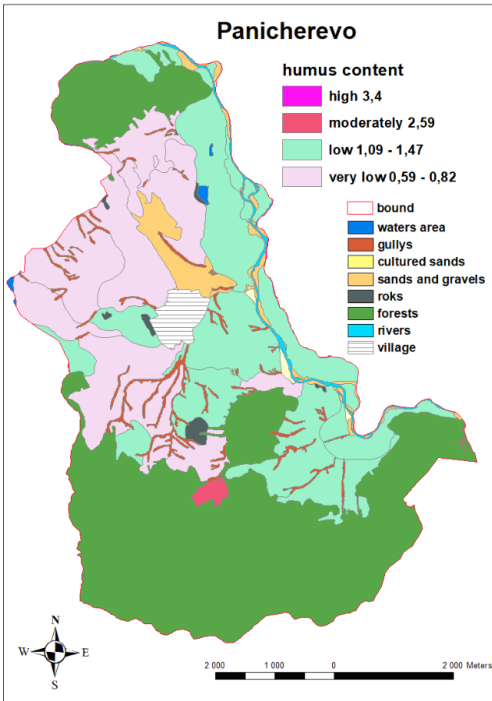 Panicherevo
humus content
high 3,4
moderately 2,59
low 1,09 - 1,47
very low 0,59 - 0,82
bound
waters area
gullys
cultured sands
sands and gravels
roks
forests
rivers
village
N
W E
S
2 000 1 000 0 2 000 Meters